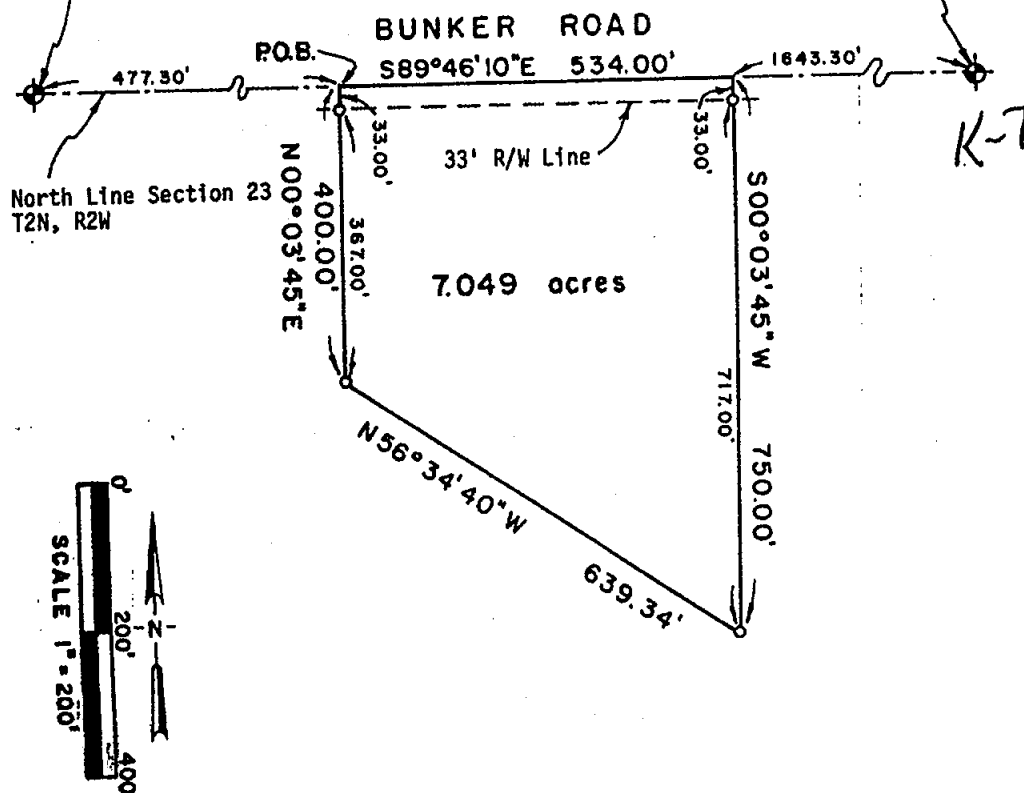 BUNKER ROAD
P.O.B.
477.30'
S89°46'10"E 534.00'
1643.30'
33.00'
33.00'
33' R/W Line
North Line Section 23
T2N, R2W
N00°03'45"E
400.00'
367.00'
7.049 acres
S00°03'45"W 750.00'
717.00'
N56°34'40"W 639.34'
SCALE 1" = 200'
0'
200'
400
N